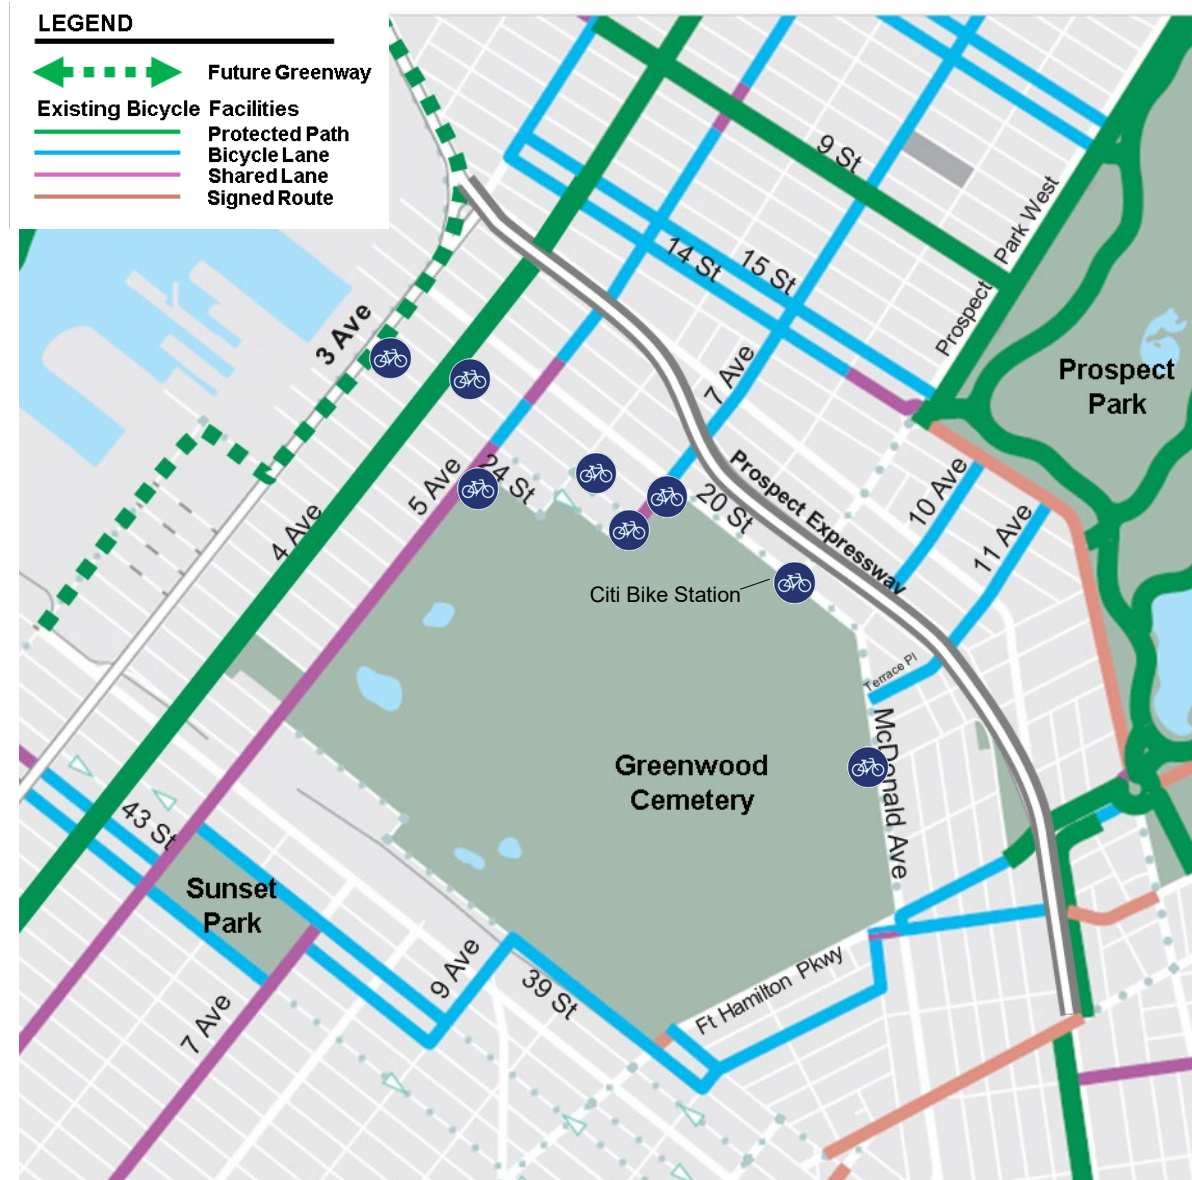 LEGEND
Future Greenway
Existing Bicycle Facilities
Protected Path
Bicycle Lane
Shared Lane
Signed Route
9 St
Prospect Park West
14 St
15 St
3 Ave
7 Ave
Prospect
Park
5 Ave
24 St
20 St
Prospect Expressway
10 Ave
11 Ave
4 Ave
Citi Bike Station
Terrace Pl
McDonald Ave
Greenwood
Cemetery
43 St
Sunset
Park
9 Ave
39 St
Ft Hamilton Pkwy
7 Ave